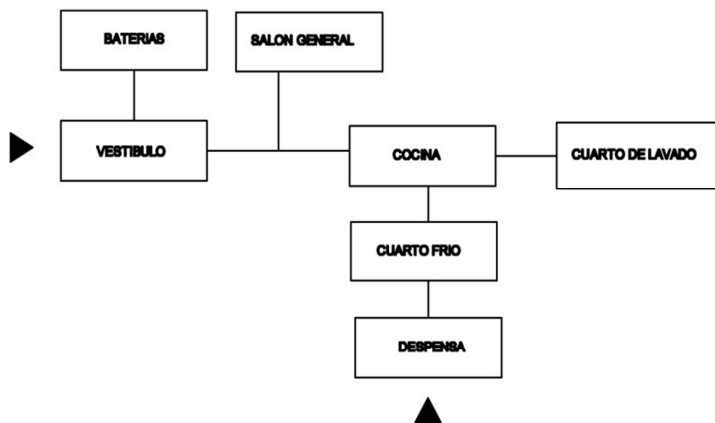 BATERIAS
SALON GENERAL
VESTIBULO
COCINA
CUARTO DE LAVADO
CUARTO FRIO
DESPENSA